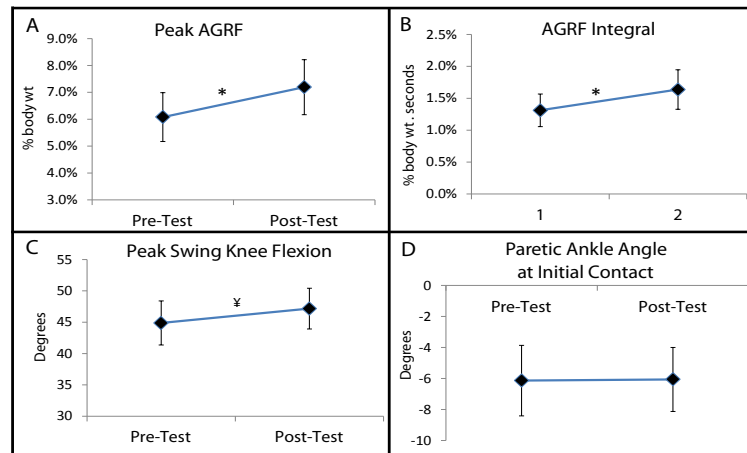 A
Peak AGRF
% body wt
9.0%
8.0%
7.0%
6.0%
5.0%
4.0%
3.0%
*
Pre-Test Post-Test
B
AGRF Integral
% body wt. seconds
2.5%
2.0%
1.5%
1.0%
0.5%
0.0%
*
1 2
C
Peak Swing Knee Flexion
Degrees
55
50
45
40
35
30
¥
Pre-Test Post-Test
D
Paretic Ankle Angle
at Initial Contact
Degrees
0
-2
-4
-6
-8
-10
Pre-Test Post-Test